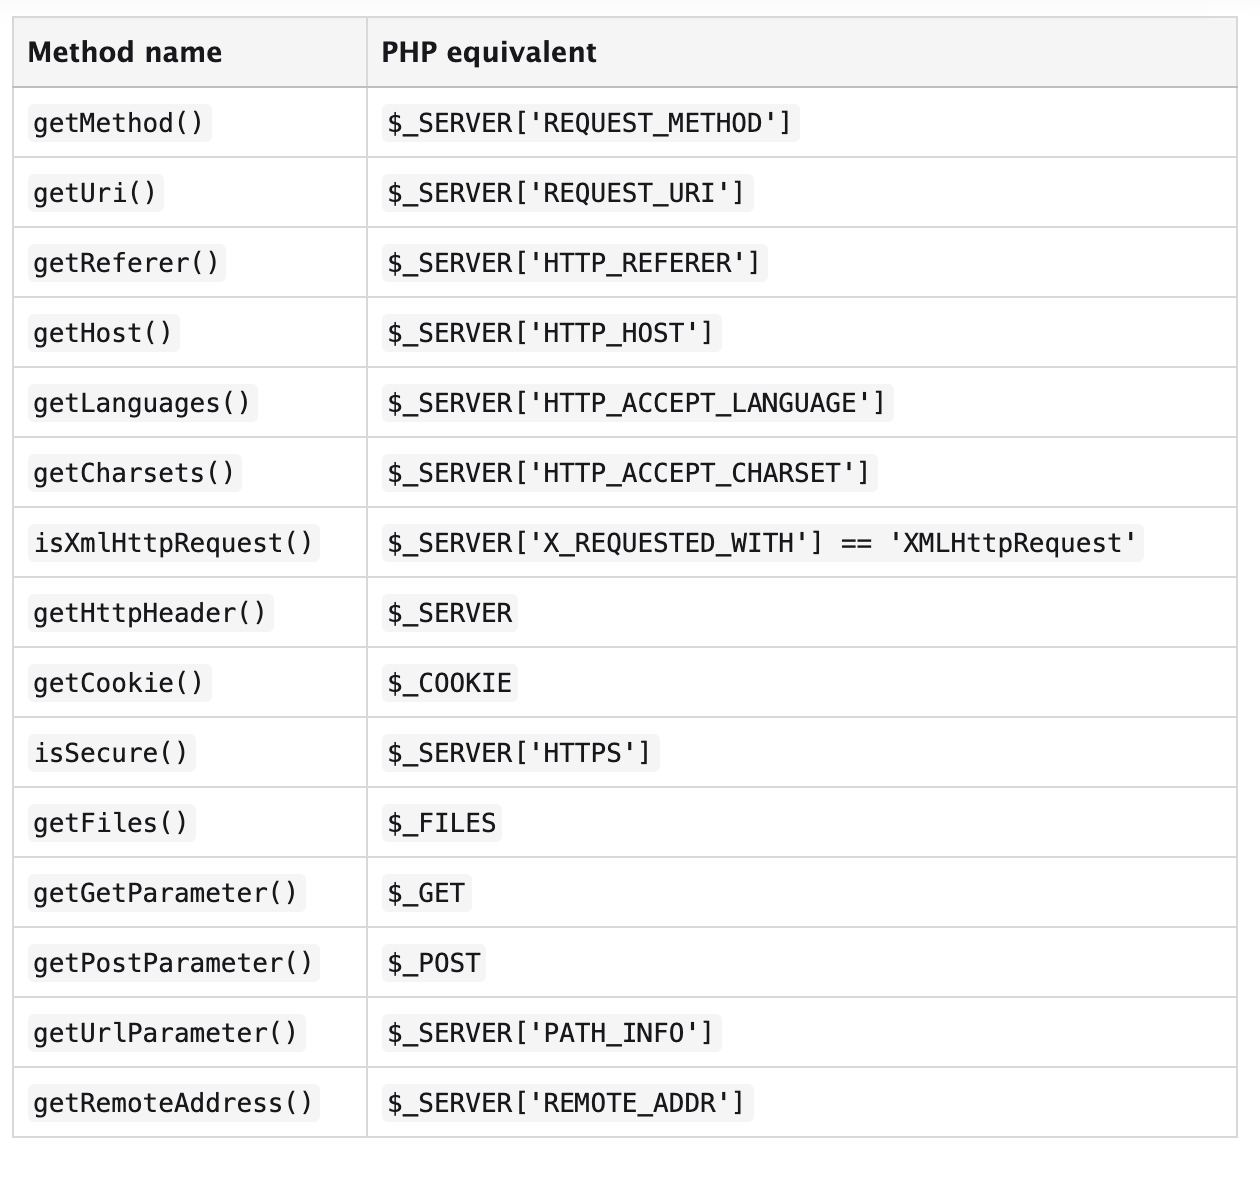 Method name PHP equivalent
getMethod() $_SERVER['REQUEST_METHOD']
getUri() $_SERVER['REQUEST_URI']
getReferer() $_SERVER['HTTP_REFERER']
getHost() $_SERVER['HTTP_HOST']
getLanguages() $_SERVER['HTTP_ACCEPT_LANGUAGE']
getCharsets() $_SERVER['HTTP_ACCEPT_CHARSET']
isXmlHttpRequest() $_SERVER['X_REQUESTED_WITH'] == 'XMLHttpRequest'
getHttpHeader() $_SERVER
getCookie() $_COOKIE
isSecure() $_SERVER['HTTPS']
getFiles() $_FILES
getGetParameter() $_GET
getPostParameter() $_POST
getUrlParameter() $_SERVER['PATH_INFO']
getRemoteAddress() $_SERVER['REMOTE_ADDR']